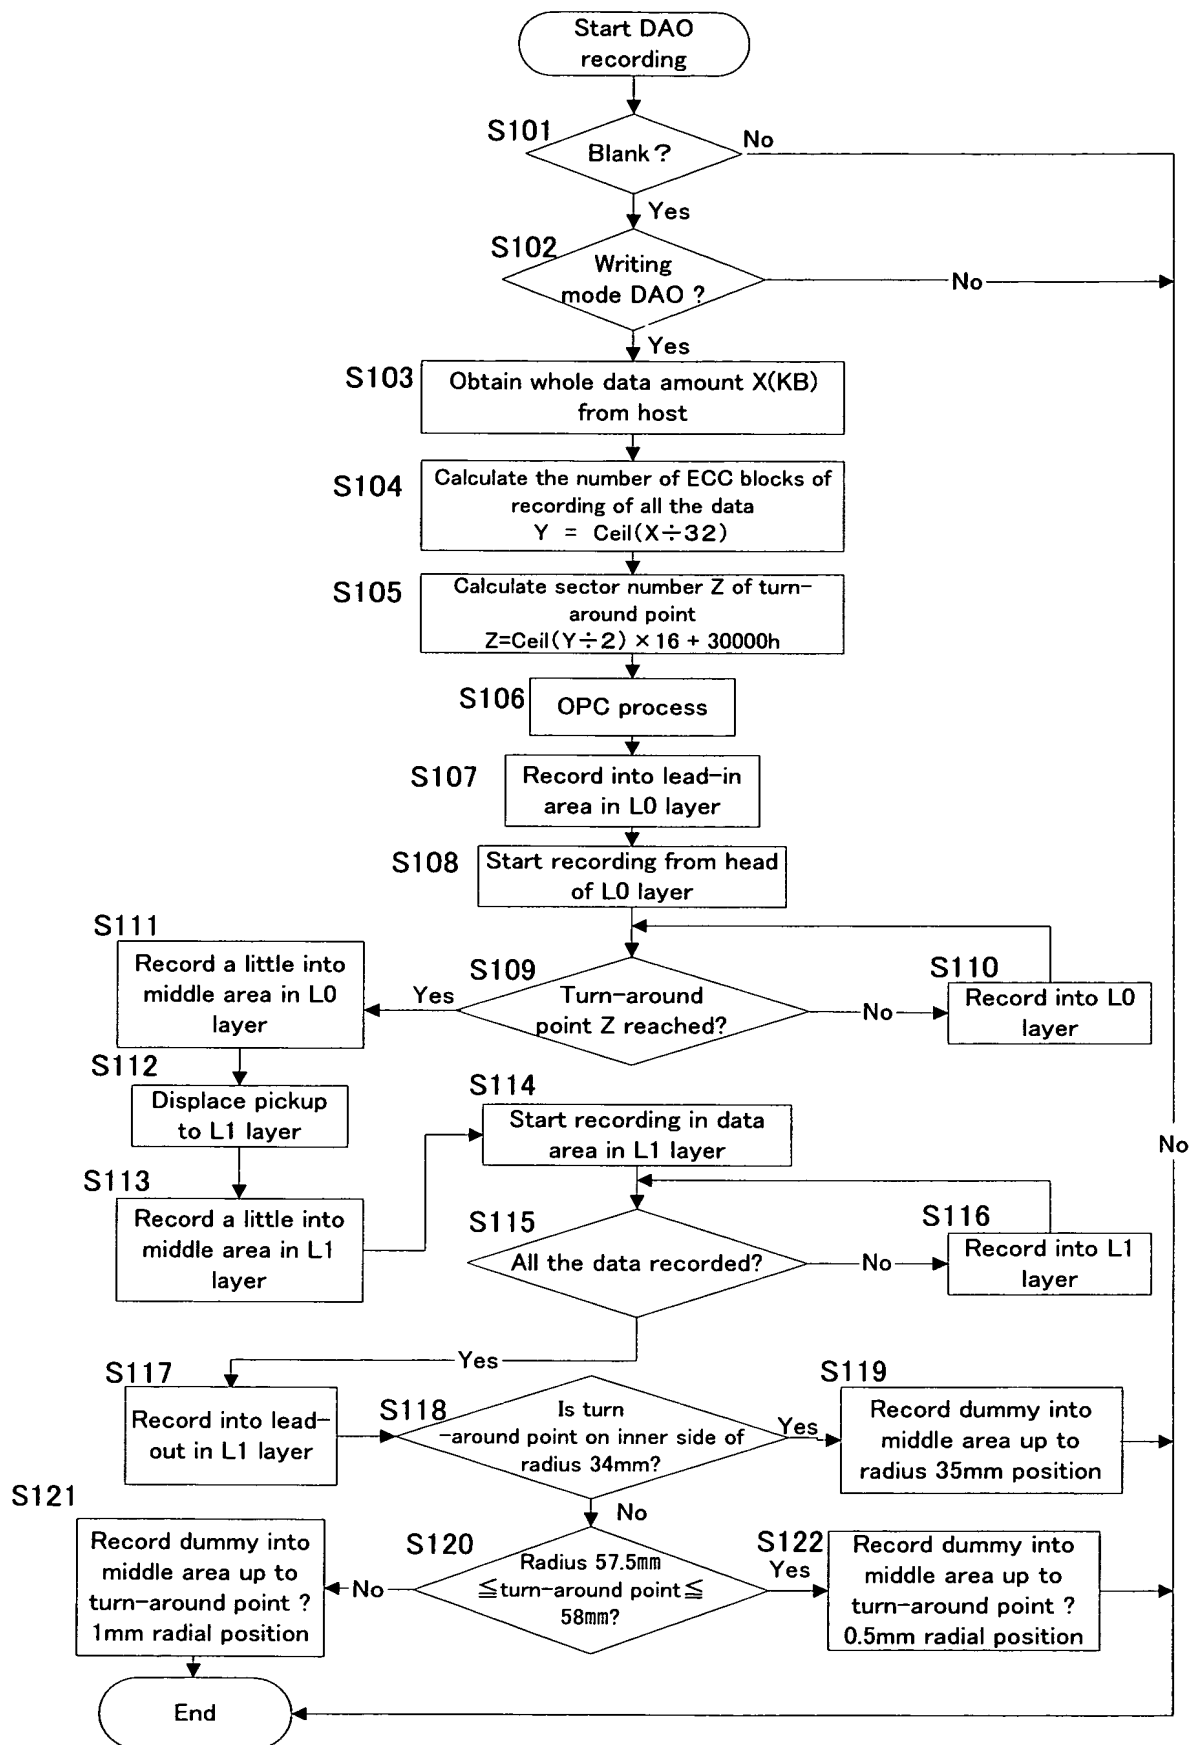 Start DAO
recording
S101
Blank?
No
Yes
S102
Writing
mode DAO ?
No
Yes
S103
Obtain whole data amount X(KB)
from host
S104
Calculate the number of ECC blocks of
recording of all the data
Y = Ceil(X÷32)
S105
Calculate sector number Z of turn-
around point
Z=Ceil(Y÷2) × 16 + 30000h
S106
OPC process
S107
Record into lead-in
area in L0 layer
S108
Start recording from head
of L0 layer
S109
Turn-around
point Z reached?
Yes
No
S110
Record into L0
layer
S111
Record a little into
middle area in L0
layer
S112
Displace pickup
to L1 layer
S113
Record a little into
middle area in L1
layer
S114
Start recording in data
area in L1 layer
No
S115
All the data recorded?
No
S116
Record into L1
layer
Yes
S117
Record into lead-
out in L1 layer
S118
Is turn
-around point on inner side of
radius 34mm?
Yes
S119
Record dummy into
middle area up to
radius 35mm position
No
S120
Radius 57.5mm
≦turn-around point≦
58mm?
No
S121
Record dummy into
middle area up to
turn-around point ?
1mm radial position
Yes
S122
Record dummy into
middle area up to
turn-around point ?
0.5mm radial position
End